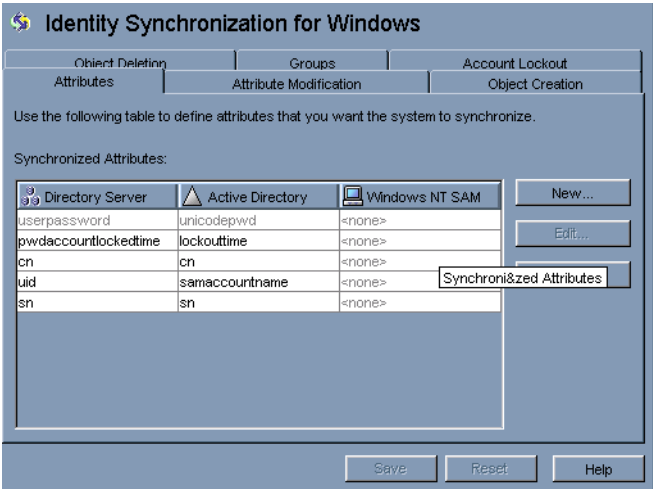 Identity Synchronization for Windows
Object Deletion Groups Account Lockout
Attributes Attribute Modification Object Creation
Use the following table to define attributes that you want the system to synchronize.
Synchronized Attributes:
Directory Server Active Directory Windows NT SAM New...
userpassword unicodepwd <none>
Edit...
pwdaccountlockedtime lockouttime <none>
cn cn <none>
Synchroni&zed Attributes
uid samaccountname <none>
sn sn <none>
Save Reset Help